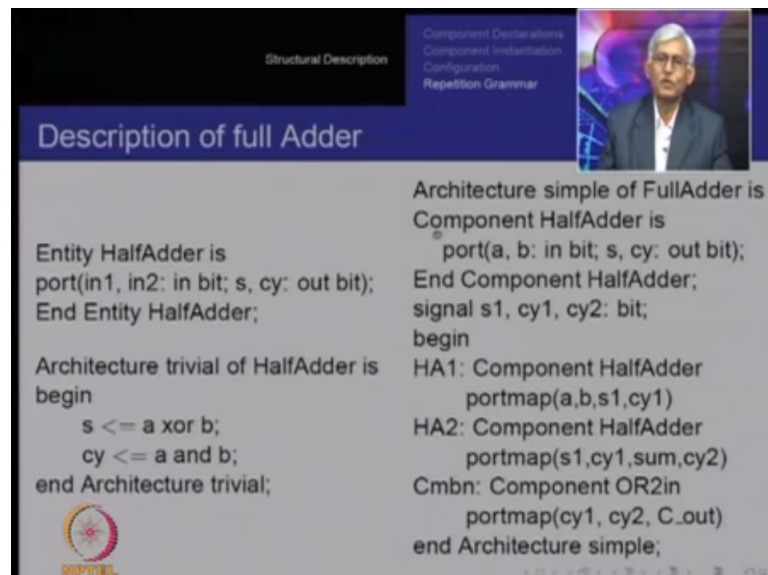 Structural Description
Component Declarations
Component Instantiation
Configuration
Repetition Grammar
Description of full Adder
Entity HalfAdder is
port(in1, in2: in bit; s, cy: out bit);
End Entity HalfAdder;
Architecture trivial of HalfAdder is
begin
s <= a xor b;
cy <= a and b;
end Architecture trivial;
Architecture simple of FullAdder is
Component HalfAdder is
port(a, b: in bit; s, cy: out bit);
End Component HalfAdder;
signal s1, cy1, cy2: bit;
begin
HA1: Component HalfAdder
portmap(a,b,s1,cy1)
HA2: Component HalfAdder
portmap(s1,cy1,sum,cy2)
Cmbn: Component OR2in
portmap(cy1, cy2, C_out)
end Architecture simple;
NPTEL